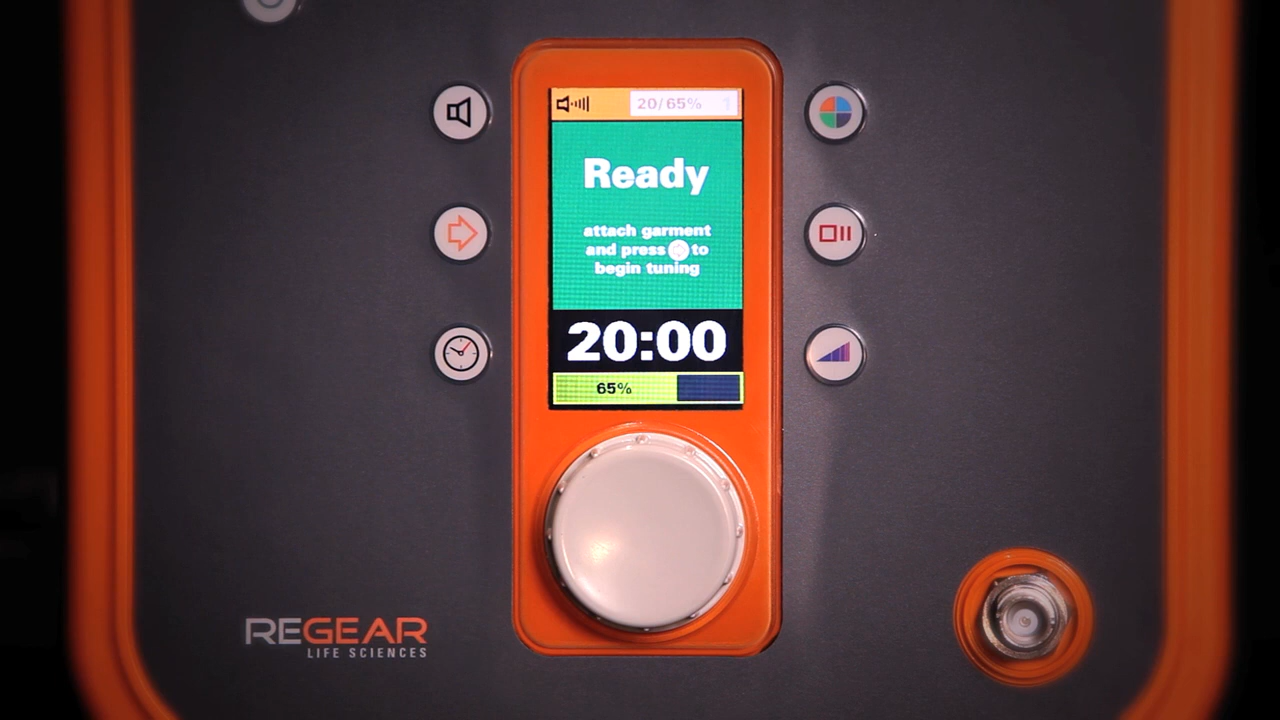 20/65%
Ready
attach garment
and press to
begin tuning
20:00
65%
REGEAR
LIFE SCIENCES